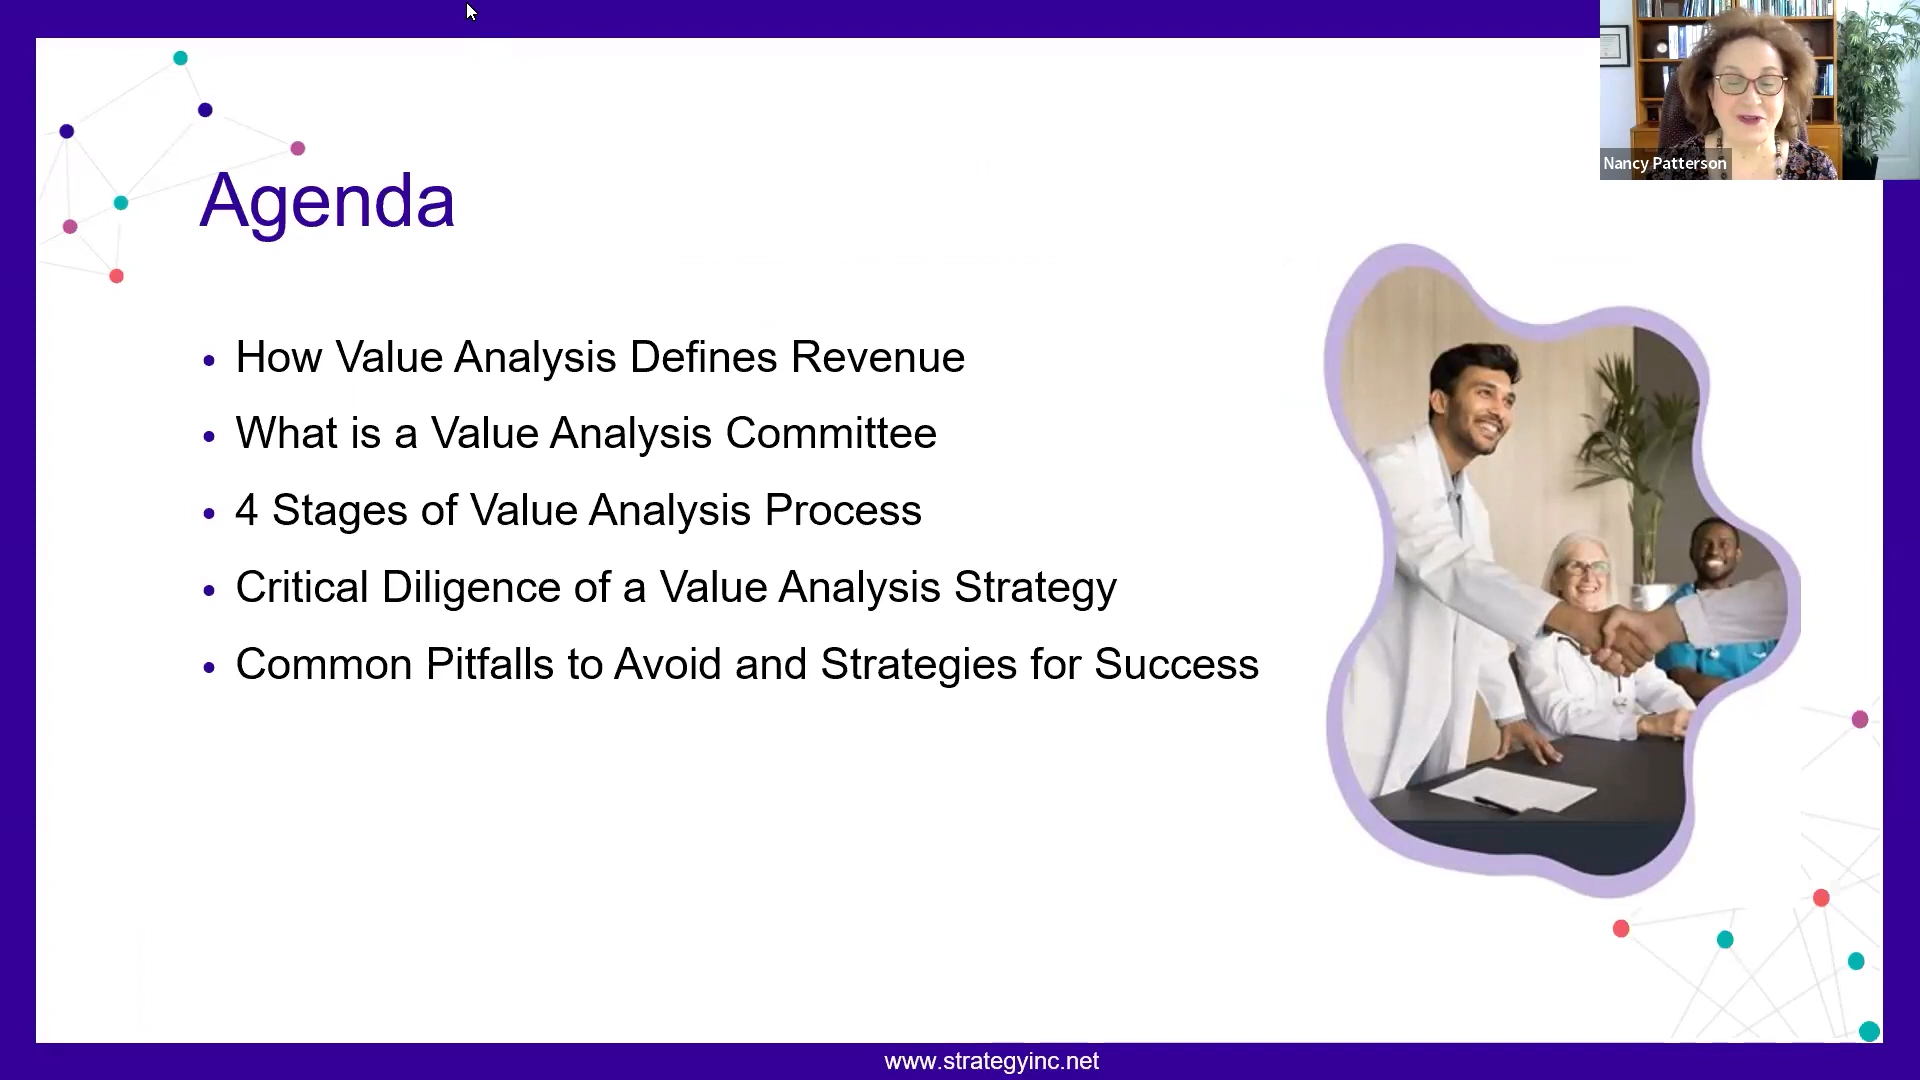 Nancy Patterson
Agenda
• How Value Analysis Defines Revenue
• What is a Value Analysis Committee
• 4 Stages of Value Analysis Process
• Critical Diligence of a Value Analysis Strategy
• Common Pitfalls to Avoid and Strategies for Success
www.strategyinc.net